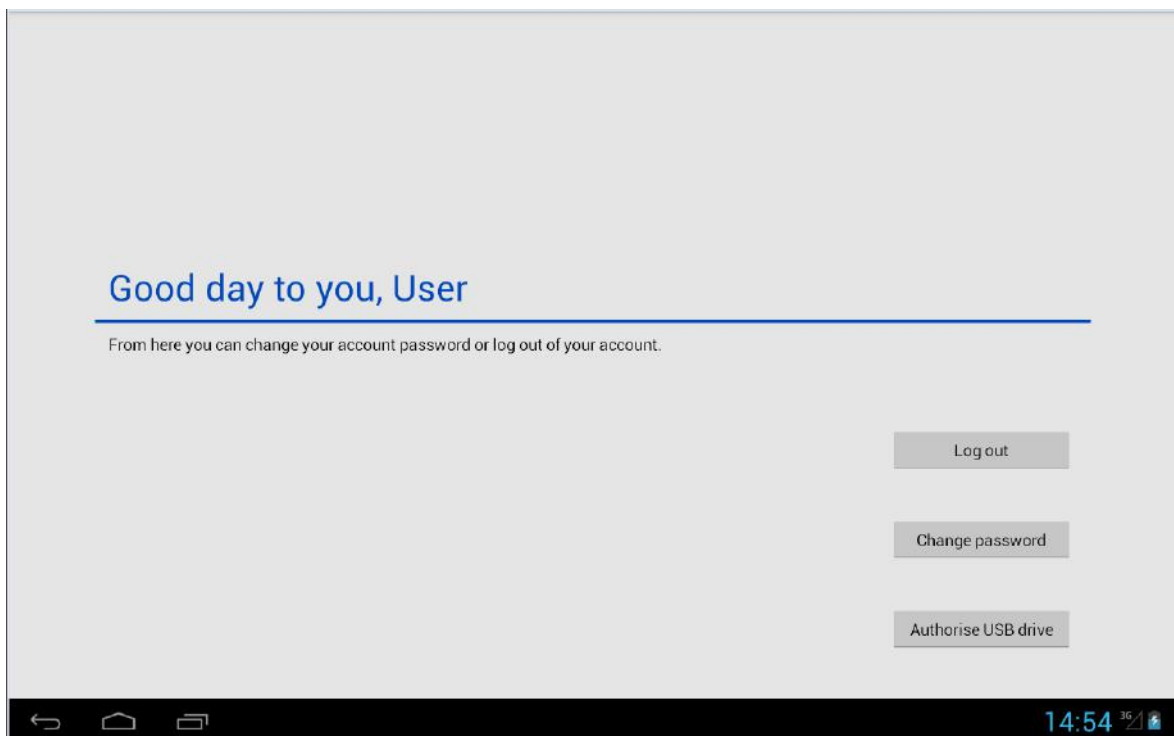 Good day to you, User
From here you can change your account password or log out of your account.
Log out
Change password
Authorise USB drive
14:54 3G